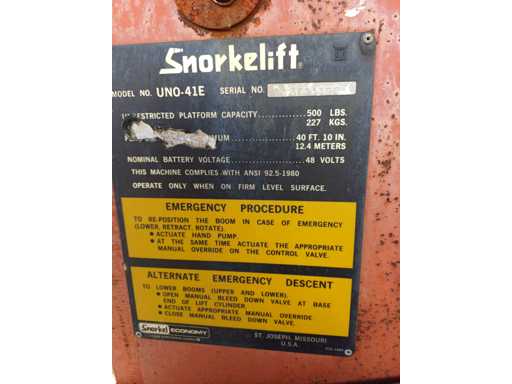 Snorkelift
MODEL NO. UNO-41E SERIAL NO.
RESTRICTED PLATFORM CAPACITY.............. 500 LBS.
227 KGS.
40 FT. 10 IN.
12.4 METERS
NOMINAL BATTERY VOLTAGE................... 48 VOLTS
THIS MACHINE COMPLIES WITH ANSI 92.5-1980
OPERATE ONLY WHEN ON FIRM LEVEL SURFACE.
EMERGENCY PROCEDURE
TO RE-POSITION THE BOOM IN CASE OF EMERGENCY
(LOWER, RETRACT, ROTATE).
● ACTUATE HAND PUMP.
● AT THE SAME TIME ACTUATE THE APPROPRIATE
MANUAL OVERRIDE ON THE CONTROL VALVE.
ALTERNATE EMERGENCY DESCENT
TO LOWER BOOMS (UPPER AND LOWER).
● OPEN MANUAL BLEED DOWN VALVE AT BASE
END OF LIFT CYLINDER.
● ACTUATE APPROPRIATE MANUAL OVERRIDE
● CLOSE MANUAL BLEED DOWN VALVE.
Snorkel ECONOMY
ST. JOSEPH, MISSOURI
U.S.A.